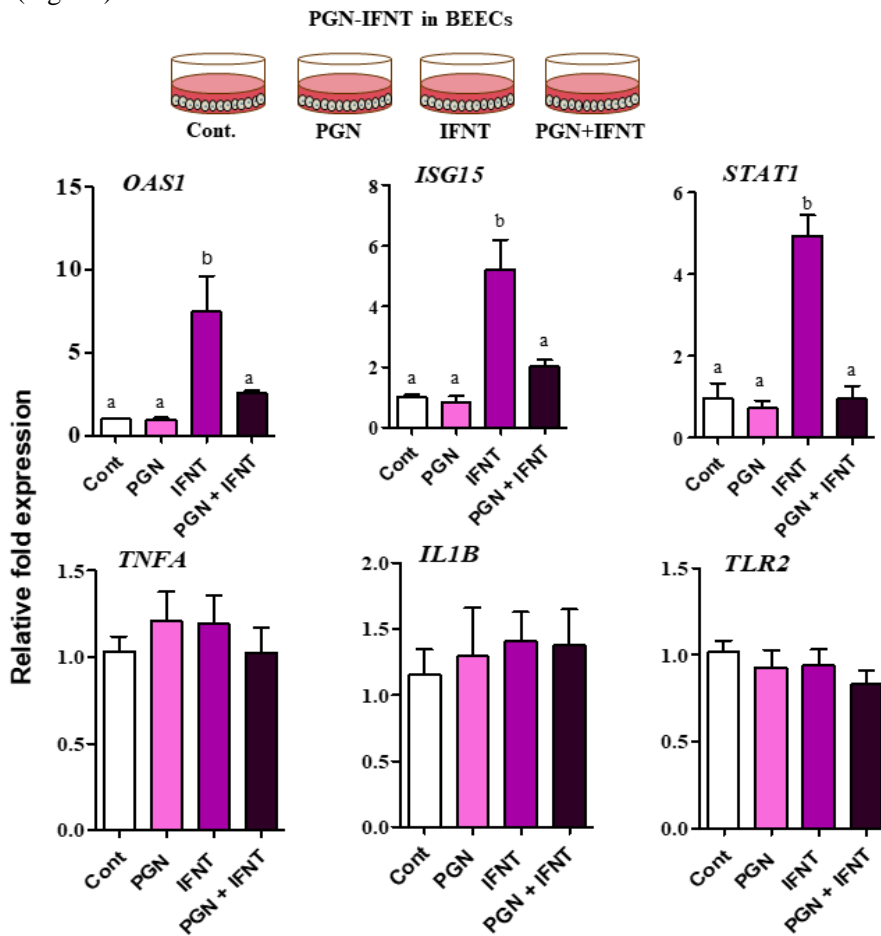 PGN-IFNT in BEECs
Cont. PGN IFNT PGN+IFNT
OAS1
15
10
5
0
a a b a
Cont PGN IFNT PGN + IFNT
ISG15
8
6
4
2
0
a a b a
Cont PGN IFNT PGN + IFNT
STAT1
6
4
2
0
a a b a
Cont PGN IFNT PGN + IFNT
Relative fold expression
TNFA
1.5
1.0
0.5
0.0
Cont PGN IFNT PGN + IFNT
IL1B
2.0
1.5
1.0
0.5
0.0
Cont PGN IFNT PGN + IFNT
TLR2
1.5
1.0
0.5
0.0
Cont PGN IFNT PGN + IFNT